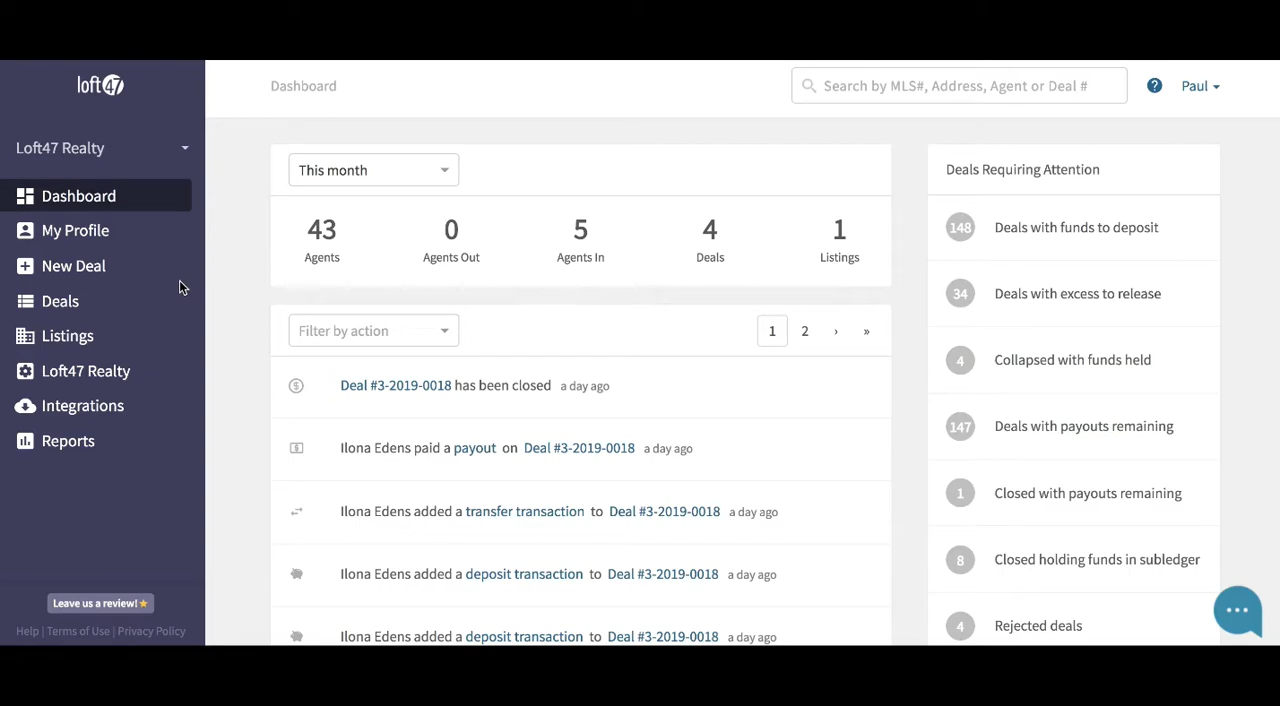 loft47
Dashboard
Search by MLS#, Address, Agent or Deal #
Paul
Loft47 Realty
Dashboard
My Profile
New Deal
Deals
Listings
Loft47 Realty
Integrations
Reports
Leave us a review!
Help | Terms of Use | Privacy Policy
This month
43
Agents
0
Agents Out
5
Agents In
4
Deals
1
Listings
Filter by action
1 2 › »
Deal #3-2019-0018 has been closed a day ago
Ilona Edens paid a payout on Deal #3-2019-0018 a day ago
Ilona Edens added a transfer transaction to Deal #3-2019-0018 a day ago
Ilona Edens added a deposit transaction to Deal #3-2019-0018 a day ago
Ilona Edens added a deposit transaction to Deal #3-2019-0018 a day ago
Deals Requiring Attention
148 Deals with funds to deposit
34 Deals with excess to release
4 Collapsed with funds held
147 Deals with payouts remaining
1 Closed with payouts remaining
8 Closed holding funds in subledger
4 Rejected deals